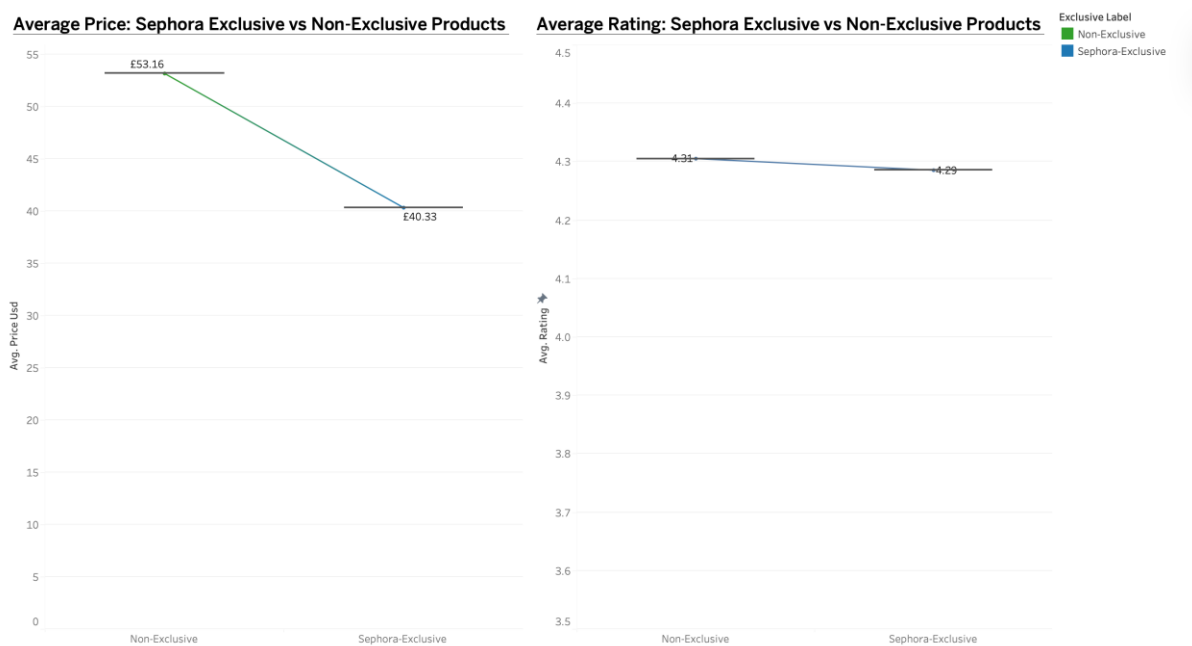 Average Price: Sephora Exclusive vs Non-Exclusive Products
55
£53.16
50
45
40
£40.33
35
30
25
20
15
10
5
0
Avg. Price Usd
Non-Exclusive
Sephora-Exclusive
Average Rating: Sephora Exclusive vs Non-Exclusive Products
4.5
4.4
4.3
4.31
4.29
4.2
4.1
4.0
3.9
3.8
3.7
3.6
3.5
Avg. Rating
Non-Exclusive
Sephora-Exclusive
Exclusive Label
Non-Exclusive
Sephora-Exclusive